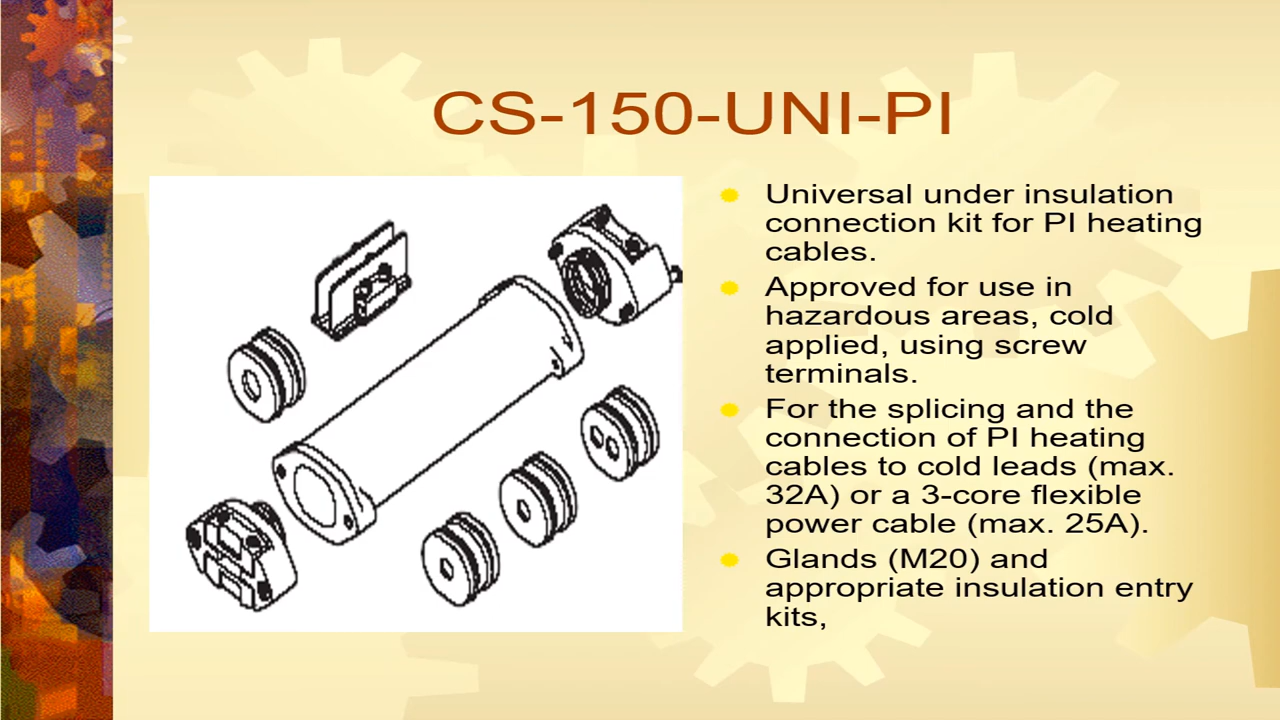 CS-150-UNI-PI
Universal under insulation
connection kit for PI heating
cables.
Approved for use in
hazardous areas, cold
applied, using screw
terminals.
For the splicing and the
connection of PI heating
cables to cold leads (max.
32A) or a 3-core flexible
power cable (max. 25A).
Glands (M20) and
appropriate insulation entry
kits,